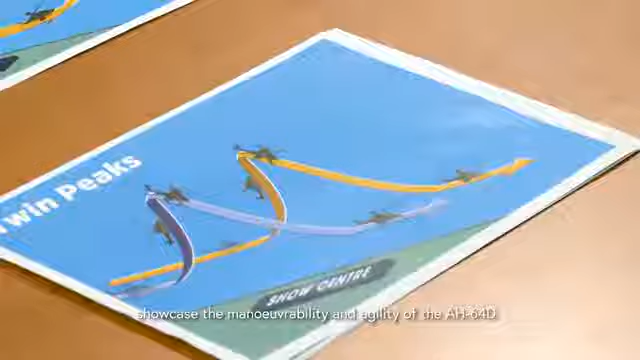 win Peaks
SHOW CENTRE
showcase the manoeuvrability and agility of the AH-64D